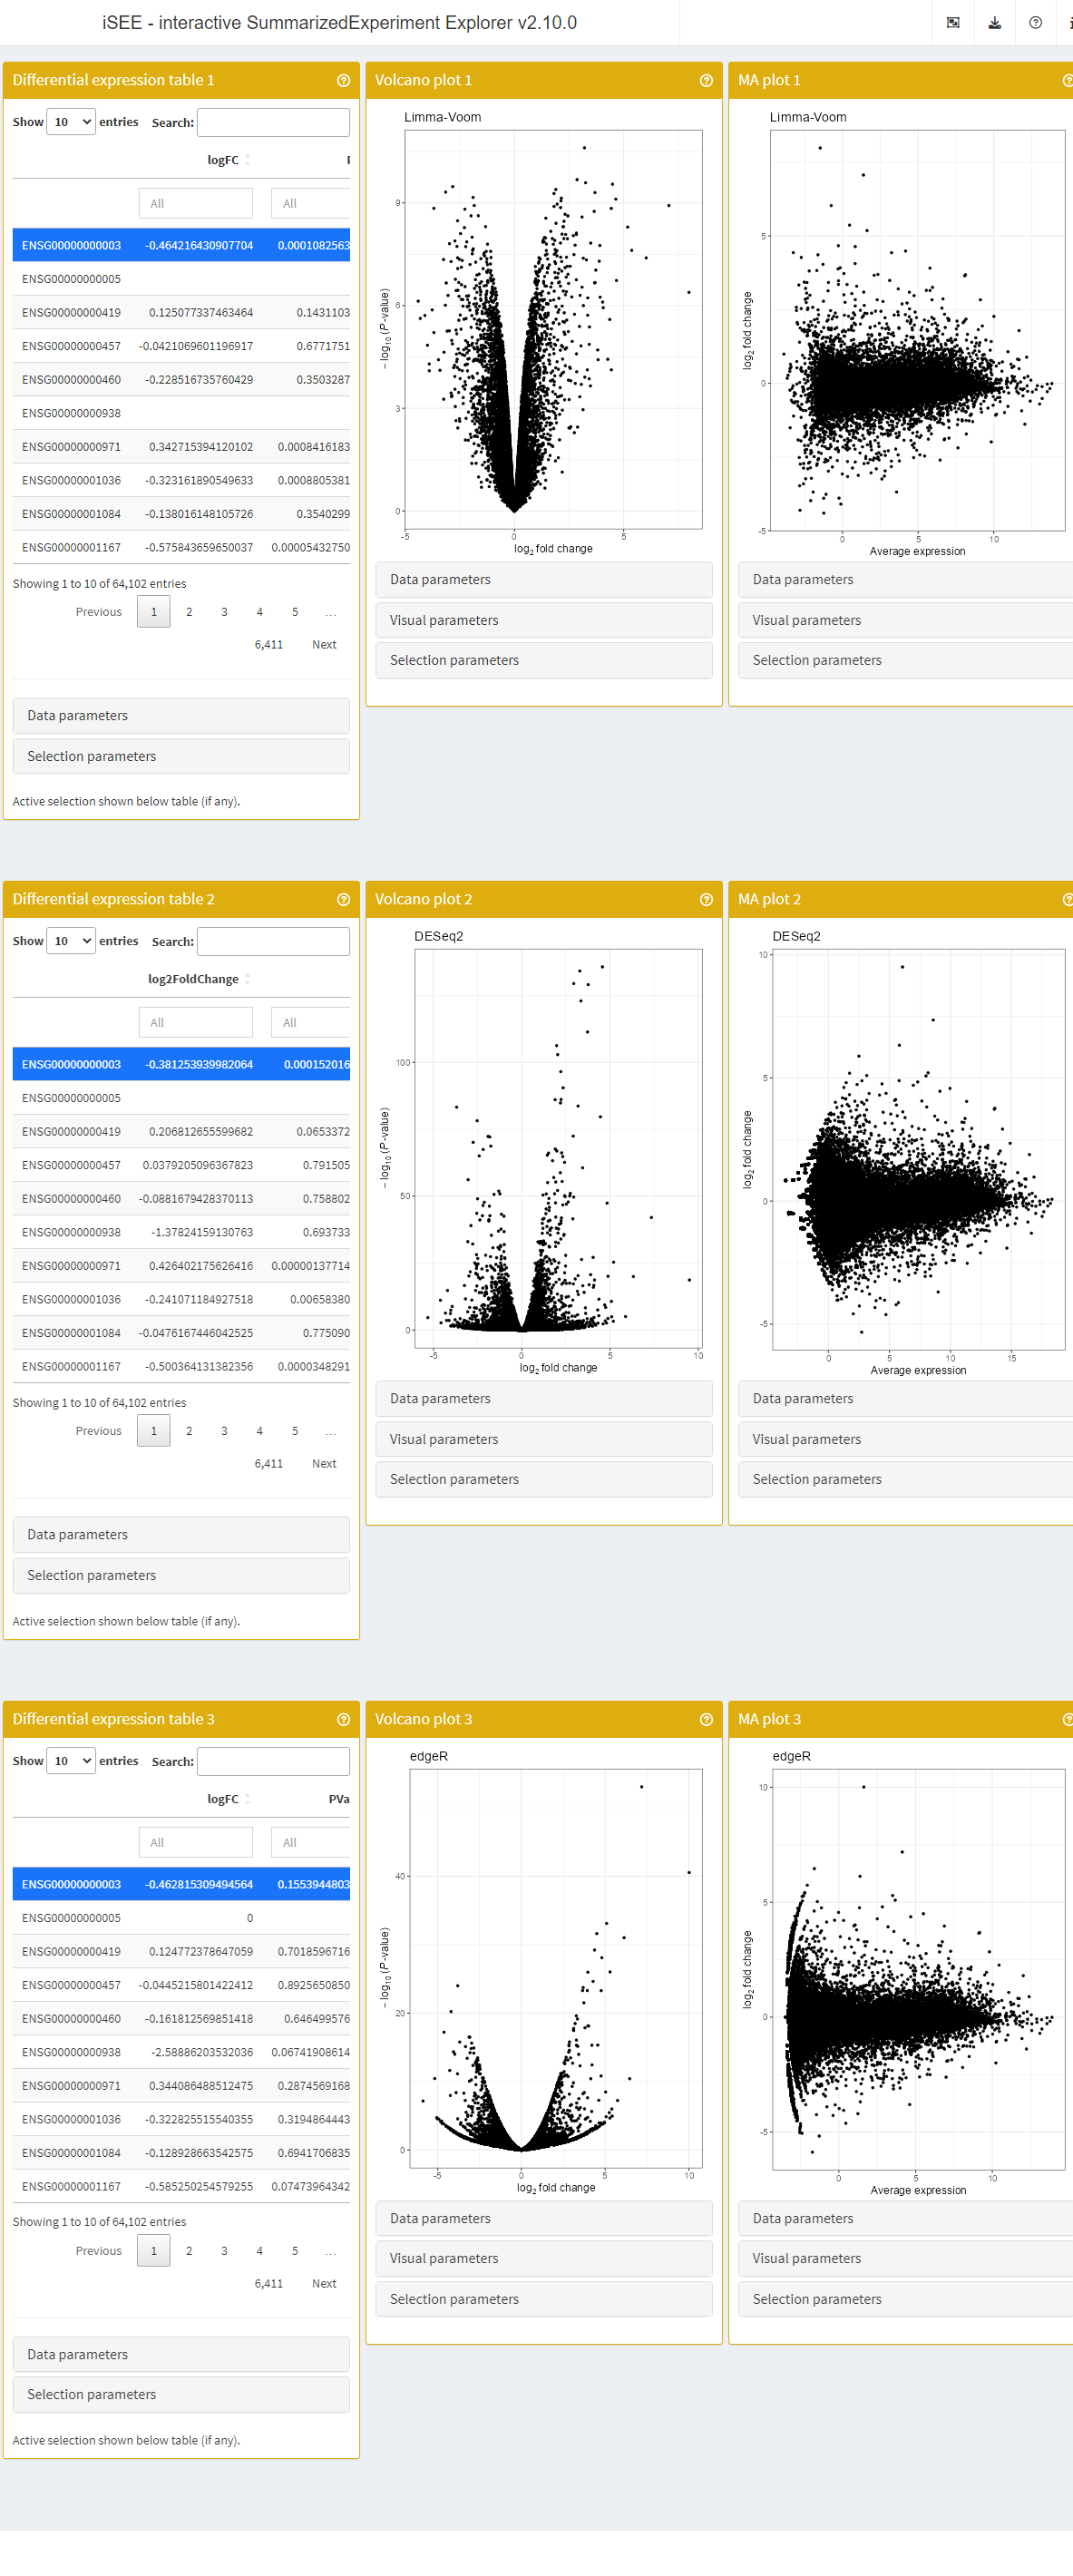 iSEE - interactive SummarizedExperiment Explorer v2.10.0
Differential expression table 1
Show 10 entries Search:
logFC
All All
ENSG00000000003 -0.464216430907704 0.0001082563
ENSG00000000005
ENSG00000000419 0.125077337463464 0.1431103
ENSG00000000457 -0.0421069601196917 0.6771751
ENSG00000000460 -0.228516735760429 0.3503287
ENSG00000000938
ENSG00000000971 0.342715394120102 0.0008416183
ENSG00000001036 -0.323161890549633 0.0008805381
ENSG00000001084 -0.138016148105726 0.3540299
ENSG00000001167 -0.575843659650037 0.00005432750
Showing 1 to 10 of 64,102 entries
Previous 1 2 3 4 5 …
6,411 Next
Data parameters
Selection parameters
Active selection shown below table (if any).
Volcano plot 1
Limma-Voom
9
6
3
0
− log10 (P-value)
-5 0 5
log2 fold change
Data parameters
Visual parameters
Selection parameters
MA plot 1
Limma-Voom
5
0
-5
log2 fold change
0 5 10
Average expression
Data parameters
Visual parameters
Selection parameters
Differential expression table 2
Show 10 entries Search:
log2FoldChange
All All
ENSG00000000003 -0.381253939982064 0.000152016
ENSG00000000005
ENSG00000000419 0.206812655599682 0.0653372
ENSG00000000457 0.0379205096367823 0.791505
ENSG00000000460 -0.0881679428370113 0.758802
ENSG00000000938 -1.37824159130763 0.693733
ENSG00000000971 0.426402175626416 0.00000137714
ENSG00000001036 -0.241071184927518 0.00658380
ENSG00000001084 -0.0476167446042525 0.775090
ENSG00000001167 -0.500364131382356 0.0000348291
Showing 1 to 10 of 64,102 entries
Previous 1 2 3 4 5 …
6,411 Next
Data parameters
Selection parameters
Active selection shown below table (if any).
Volcano plot 2
DESeq2
100
50
0
− log10 (P-value)
-5 0 5 10
log2 fold change
Data parameters
Visual parameters
Selection parameters
MA plot 2
DESeq2
10
5
0
-5
log2 fold change
0 5 10 15
Average expression
Data parameters
Visual parameters
Selection parameters
Differential expression table 3
Show 10 entries Search:
logFC PVa
All All
ENSG00000000003 -0.462815309494564 0.1553944803
ENSG00000000005 0
ENSG00000000419 0.124772378647059 0.7018596716
ENSG00000000457 -0.0445215801422412 0.8925650850
ENSG00000000460 -0.161812569851418 0.646499576
ENSG00000000938 -2.58886203532036 0.06741908614
ENSG00000000971 0.344086488512475 0.2874569168
ENSG00000001036 -0.322825515540355 0.3194864443
ENSG00000001084 -0.128928663542575 0.6941706835
ENSG00000001167 -0.585250254579255 0.07473964342
Showing 1 to 10 of 64,102 entries
Previous 1 2 3 4 5 …
6,411 Next
Data parameters
Selection parameters
Active selection shown below table (if any).
Volcano plot 3
edgeR
40
20
0
− log10 (P-value)
-5 0 5 10
log2 fold change
Data parameters
Visual parameters
Selection parameters
MA plot 3
edgeR
10
5
0
-5
log2 fold change
0 5 10
Average expression
Data parameters
Visual parameters
Selection parameters